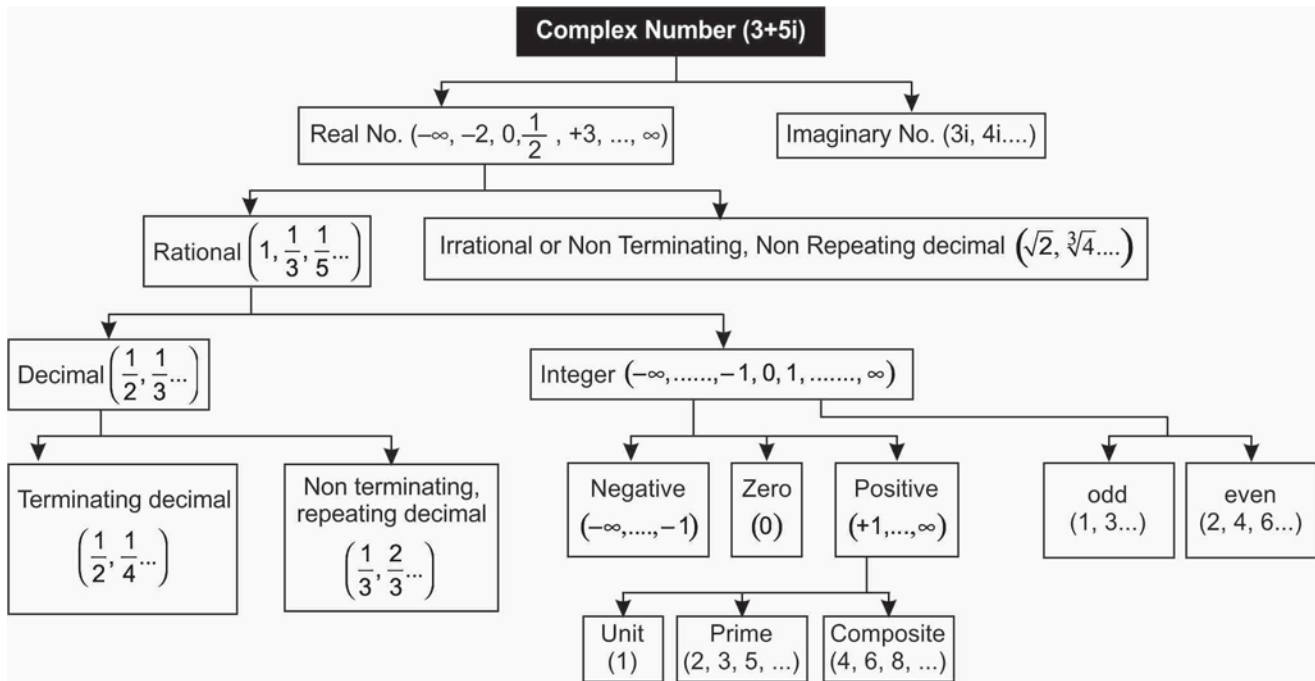 Complex Number (3+5i)
Real No. (–∞, –2, 0, 1/2 , +3, ..., ∞)
Imaginary No. (3i, 4i....)
Rational (1, 1/3, 1/5...)
Irrational or Non Terminating, Non Repeating decimal (√2, ∛4....)
Decimal (1/2, 1/3...)
Integer (–∞, ......, –1, 0, 1, ......., ∞)
Terminating decimal
(1/2, 1/4...)
Non terminating,
repeating decimal
(1/3, 2/3...)
Negative
(–∞,....,–1)
Zero
(0)
Positive
(+1,...,∞)
odd
(1, 3...)
even
(2, 4, 6...)
Unit
(1)
Prime
(2, 3, 5, ...)
Composite
(4, 6, 8, ...)